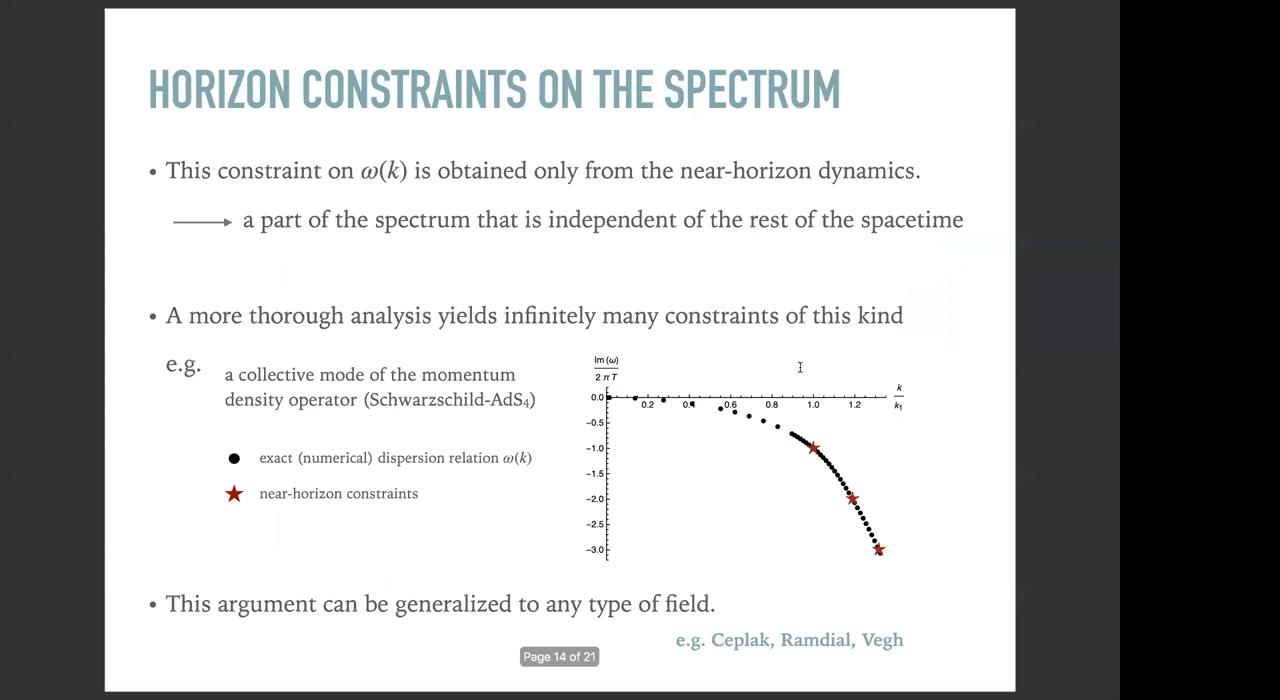 HORIZON CONSTRAINTS ON THE SPECTRUM
• This constraint on ω(k) is obtained only from the near-horizon dynamics.
a part of the spectrum that is independent of the rest of the spacetime
• A more thorough analysis yields infinitely many constraints of this kind
e.g. a collective mode of the momentum
density operator (Schwarzschild-AdS₄)
• exact (numerical) dispersion relation ω(k)
★ near-horizon constraints
Im (ω)
2 π T
k
k₁
0.0
0.2 0.4 0.6 0.8 1.0 1.2
−0.5
−1.0
−1.5
−2.0
−2.5
−3.0
• This argument can be generalized to any type of field.
e.g. Ceplak, Ramdial, Vegh
Page 14 of 21